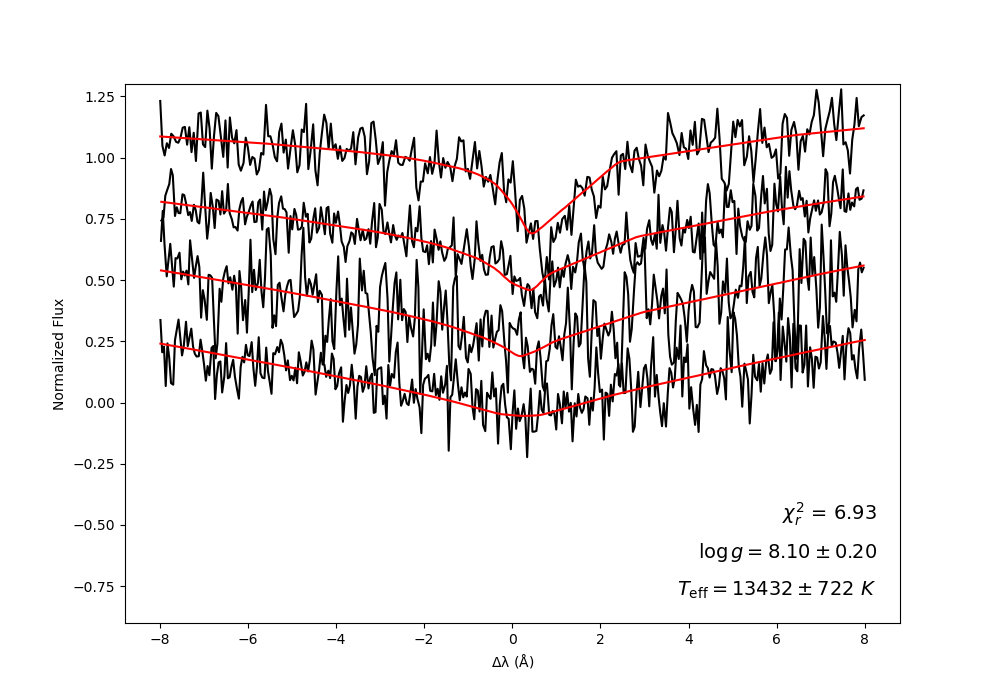 1.25
1.00
0.75
0.50
0.25
0.00
−0.25
−0.50
−0.75
Normalized Flux
χ²ᵣ = 6.93
log g = 8.10 ± 0.20
T_eff = 13432 ± 722 K
−8 −6 −4 −2 0 2 4 6 8
Δλ (Å)